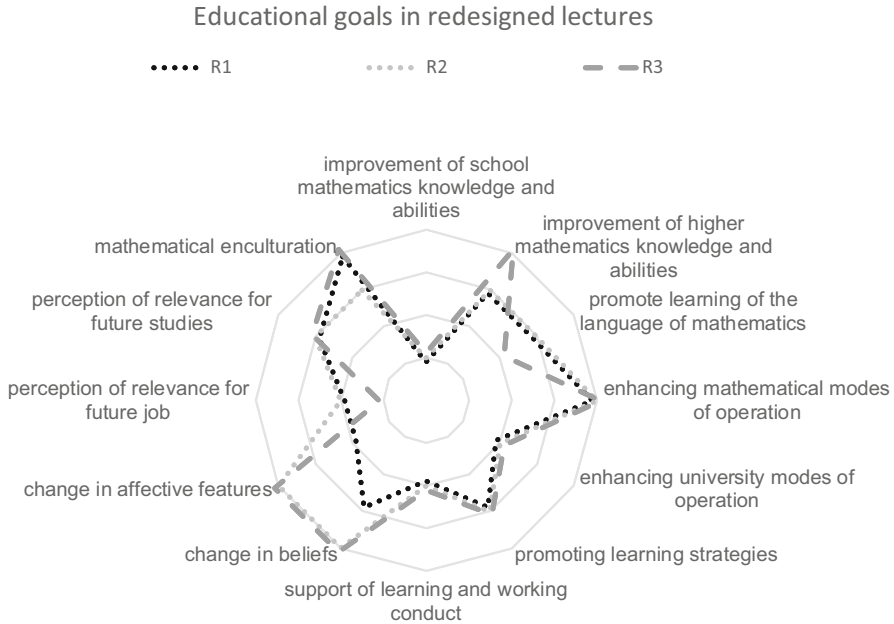 Educational goals in redesigned lectures
R1
R2
R3
improvement of school
mathematics knowledge and
abilities
improvement of higher
mathematics knowledge and
abilities
promote learning of the
language of mathematics
enhancing mathematical modes
of operation
enhancing university modes of
operation
promoting learning strategies
support of learning and working
conduct
change in beliefs
change in affective features
perception of relevance for
future job
perception of relevance for
future studies
mathematical enculturation